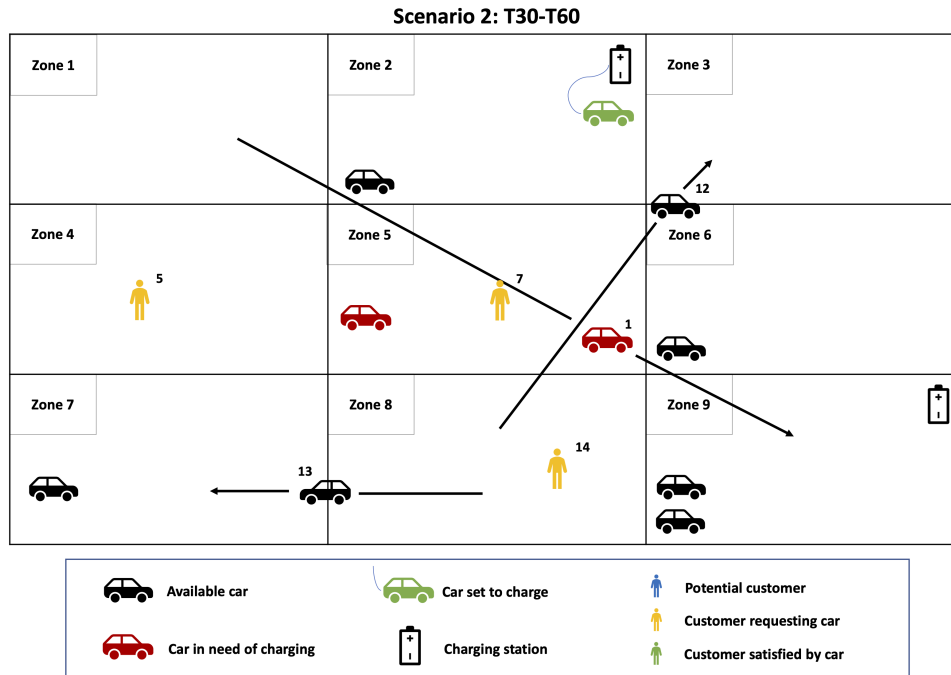 Scenario 2: T30-T60
Zone 1
Zone 2
Zone 3
12
Zone 4
Zone 5
Zone 6
5
7
1
Zone 7
Zone 8
Zone 9
14
13
Available car
Car set to charge
Potential customer
Customer requesting car
Car in need of charging
Charging station
Customer satisfied by car